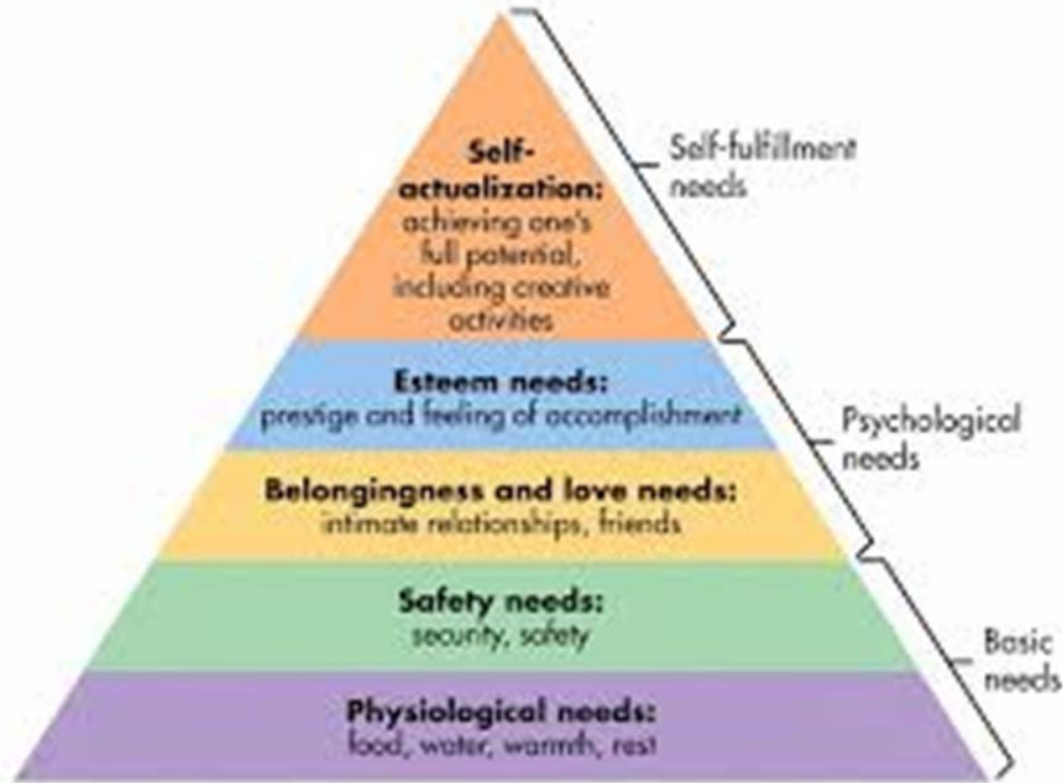 Self-
actualization:
achieving one's
full potential,
including creative
activities
Self-fulfillment
needs
Esteem needs:
prestige and feeling of accomplishment
Psychological
needs
Belongingness and love needs:
intimate relationships, friends
Safety needs:
security, safety
Basic
needs
Physiological needs:
food, water, warmth, rest